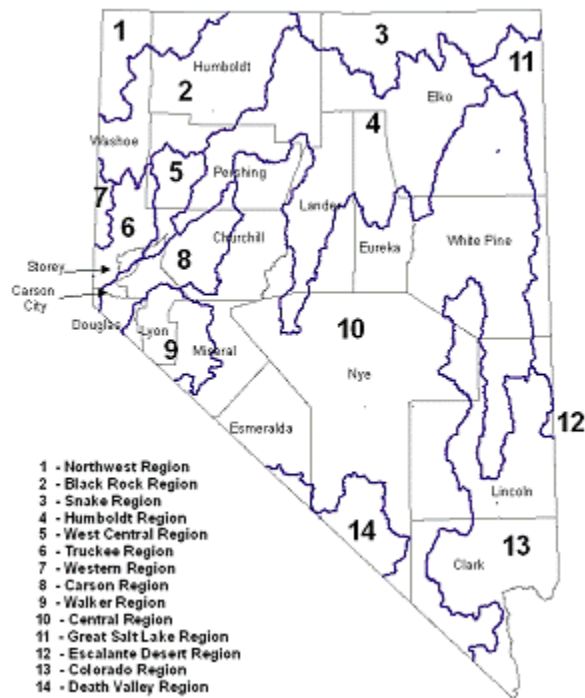 1
3
Humboldt
2
11
Elko
4
Washoe
5
Pershing
7
Lander
6
Churchill
White Pine
8
Eureka
Storey
Carson
City
10
Douglas
Lyon
9
Mineral
Nye
12
Esmeralda
Lincoln
14
13
Clark
1 - Northwest Region
2 - Black Rock Region
3 - Snake Region
4 - Humboldt Region
5 - West Central Region
6 - Truckee Region
7 - Western Region
8 - Carson Region
9 - Walker Region
10 - Central Region
11 - Great Salt Lake Region
12 - Escalante Desert Region
13 - Colorado Region
14 - Death Valley Region